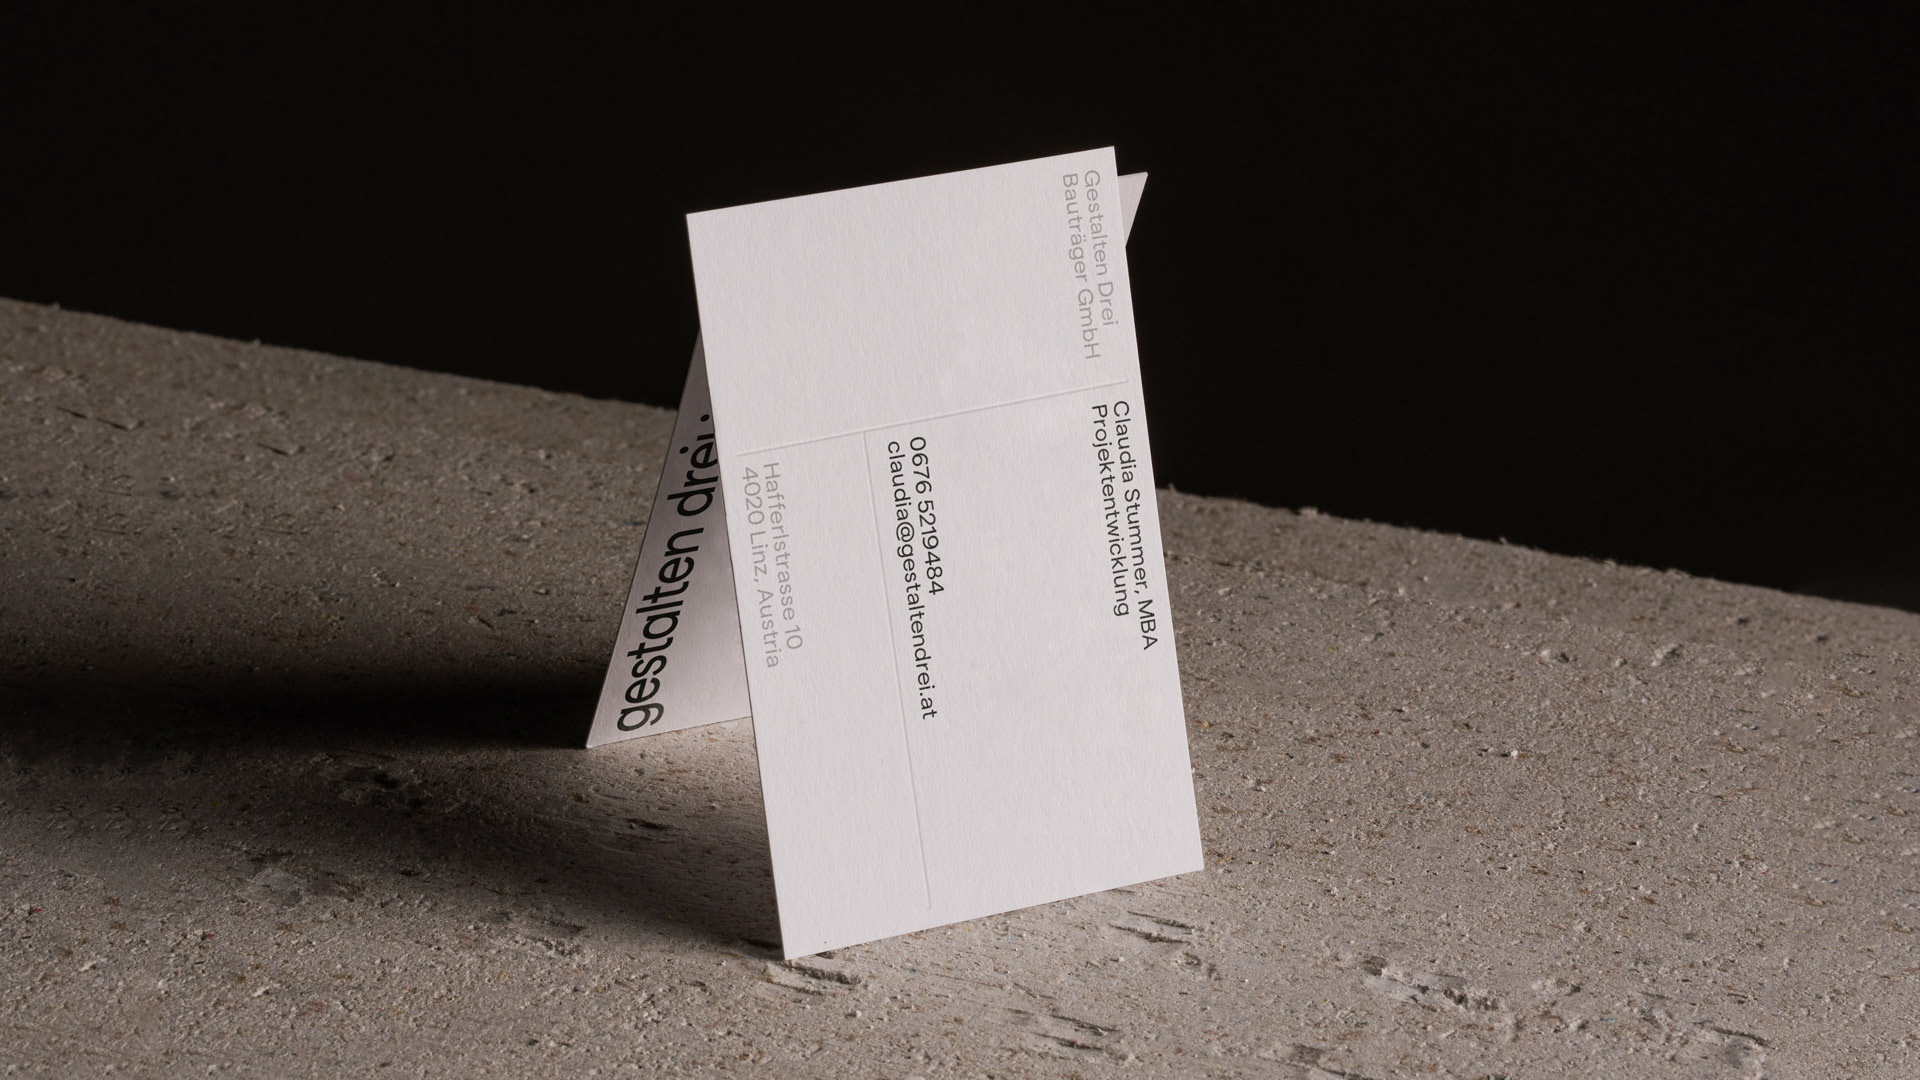 Gestalten Drei
Bauträger GmbH
Claudia Stummer, MBA
Projektentwicklung
0676 5219484
claudia@gestaltendrei.at
Hafferlstrasse 10
4020 Linz, Austria
gestalten drei.